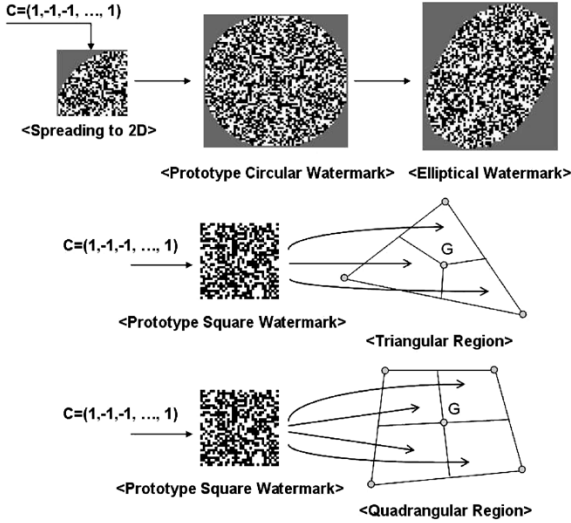 C=(1,-1,-1, ..., 1)
<Spreading to 2D>
<Prototype Circular Watermark>
<Elliptical Watermark>
C=(1,-1,-1, ..., 1)
G
<Prototype Square Watermark>
<Triangular Region>
C=(1,-1,-1, ..., 1)
G
<Prototype Square Watermark>
<Quadrangular Region>